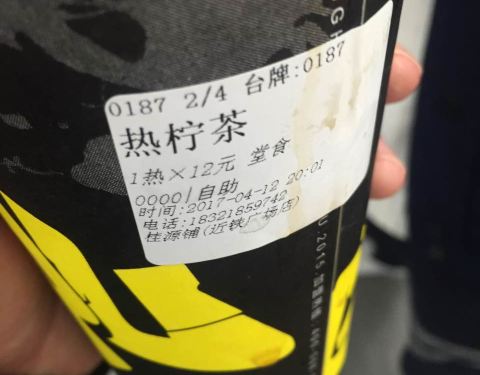 0187 2/4 台牌:0187
热柠茶
1热×12元 堂食
0000/自助
时间:2017-04-12 20:01
电话:18321859742
桂源铺(近铁广场店)
2015.